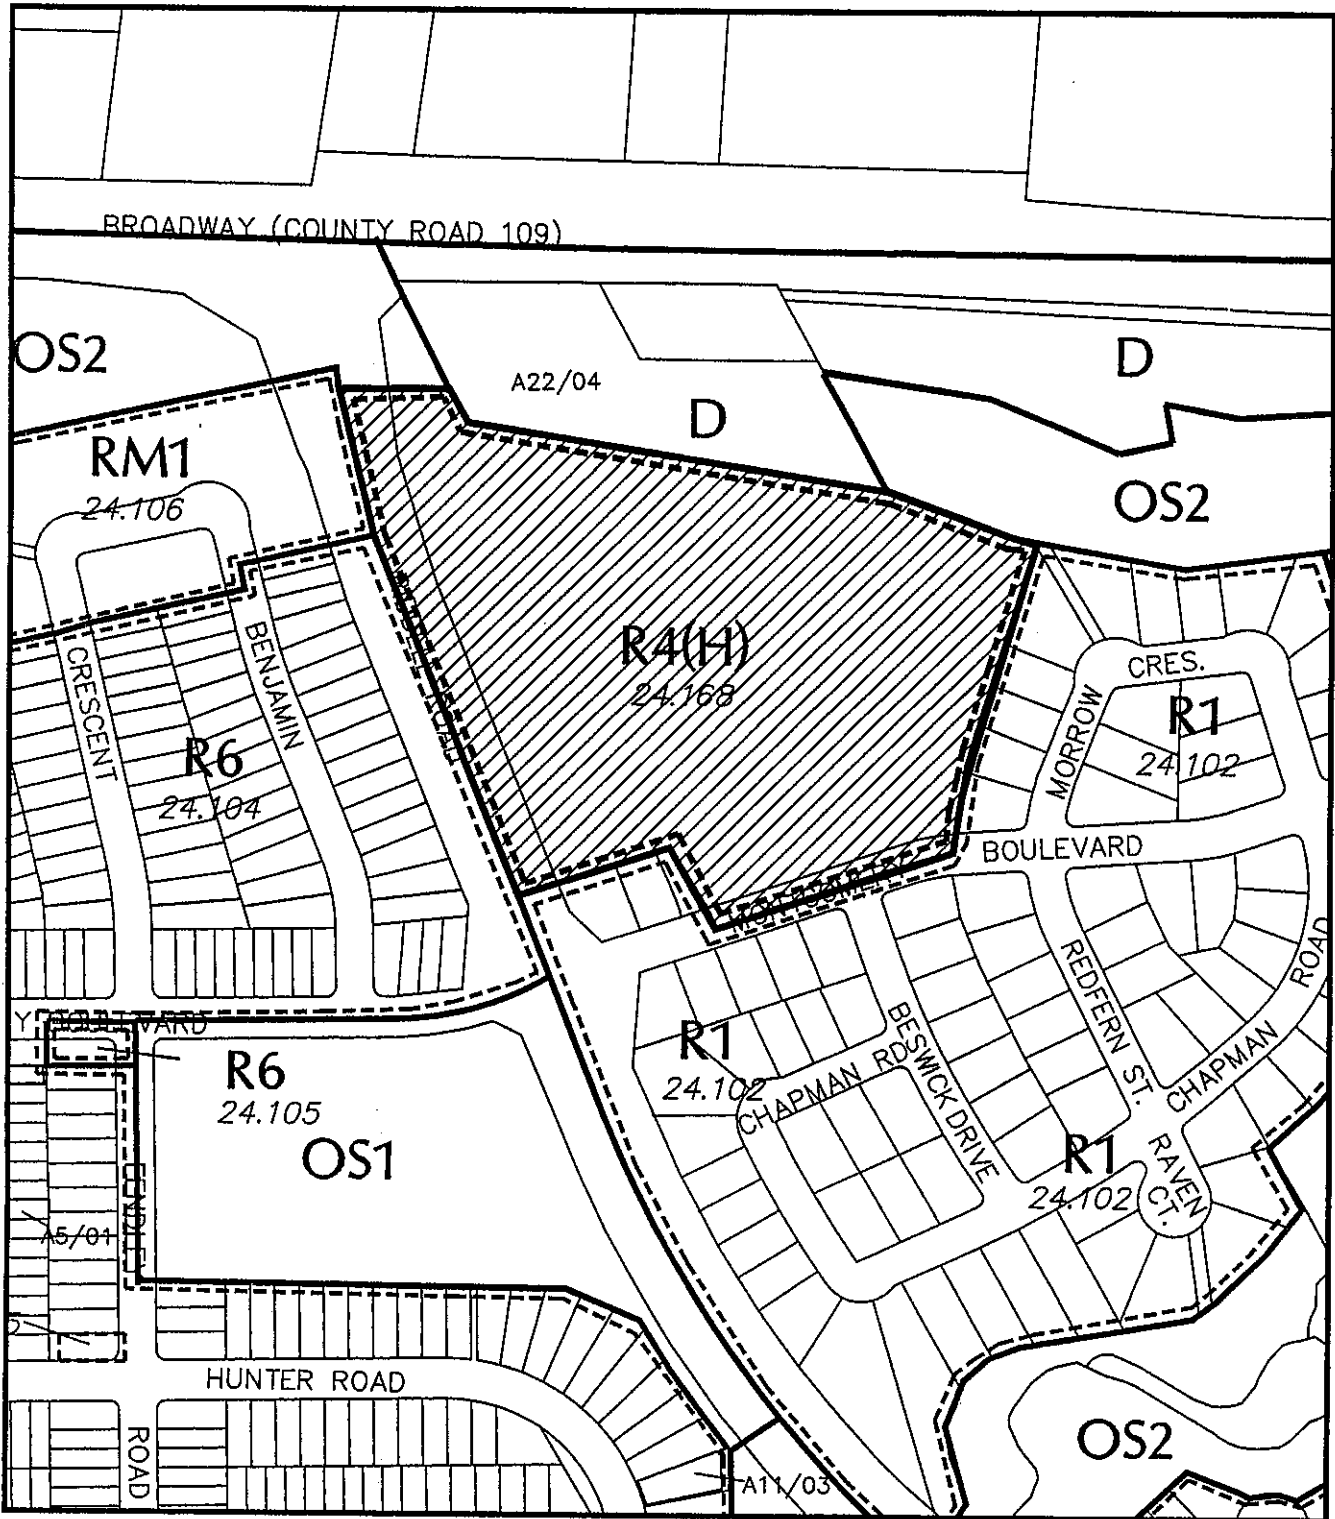 BROADWAY (COUNTY ROAD 109)
OS2
A22/04
D
D
RM1
24.106
OS2
R4(H)
24.168
CRESCENT
BENJAMIN
R6
24.104
CRES.
MORROW
R1
24.102
BOULEVARD
ROAD
REDFERN ST.
BESWICK DRIVE
R1
24.102
CHAPMAN RD
CHAPMAN
R6
24.105
OS1
R1
24.102
RAVEN
CT.
A5/01
HUNTER ROAD
ROAD
A11/03
OS2